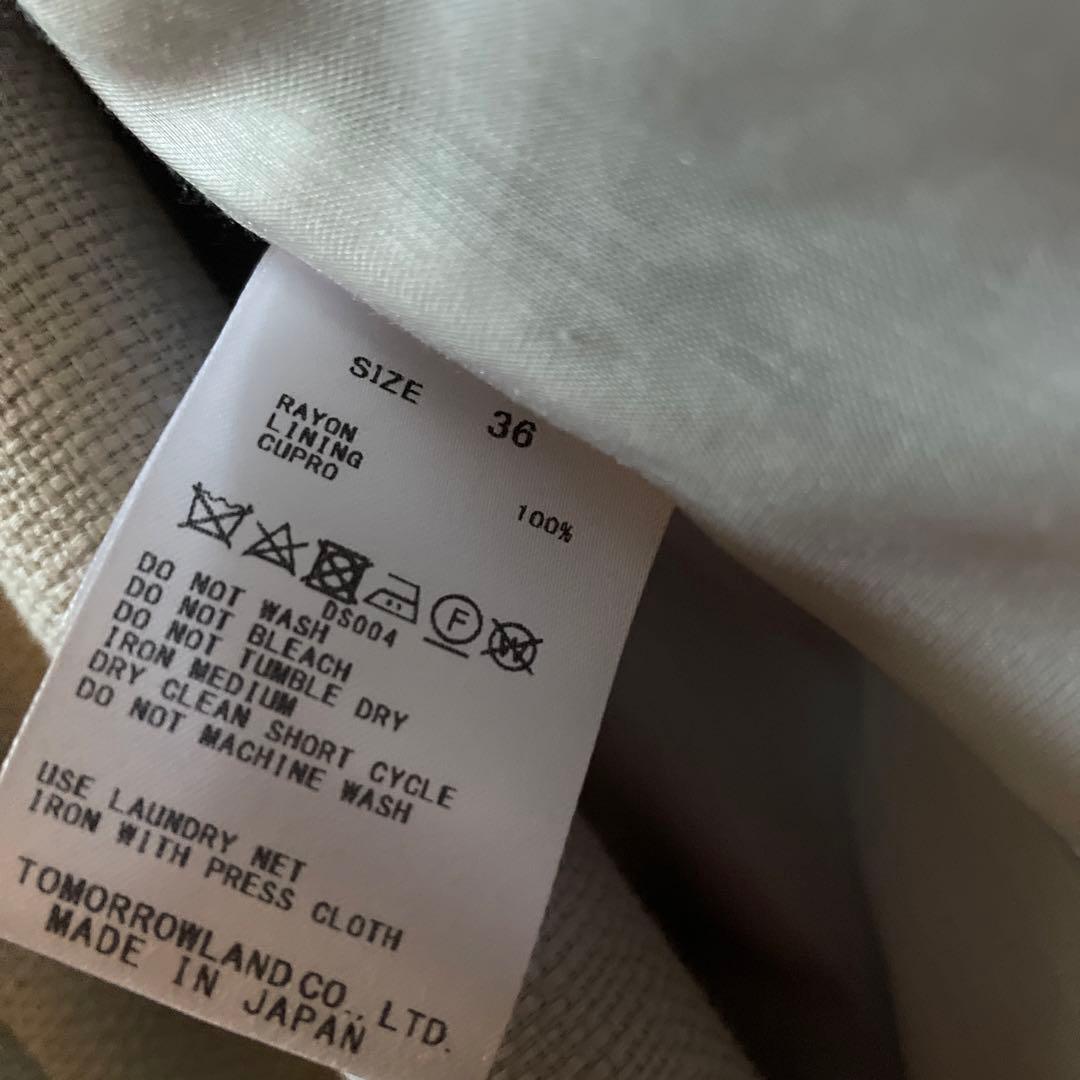 SIZE 36
RAYON
LINING
CUPRO 100%
F
W
DS004
DO NOT WASH
DO NOT BLEACH
DO NOT TUMBLE DRY
IRON MEDIUM
DRY CLEAN SHORT CYCLE
DO NOT MACHINE WASH
USE LAUNDRY NET
IRON WITH PRESS CLOTH
TOMORROWLAND CO., LTD.
MADE IN JAPAN